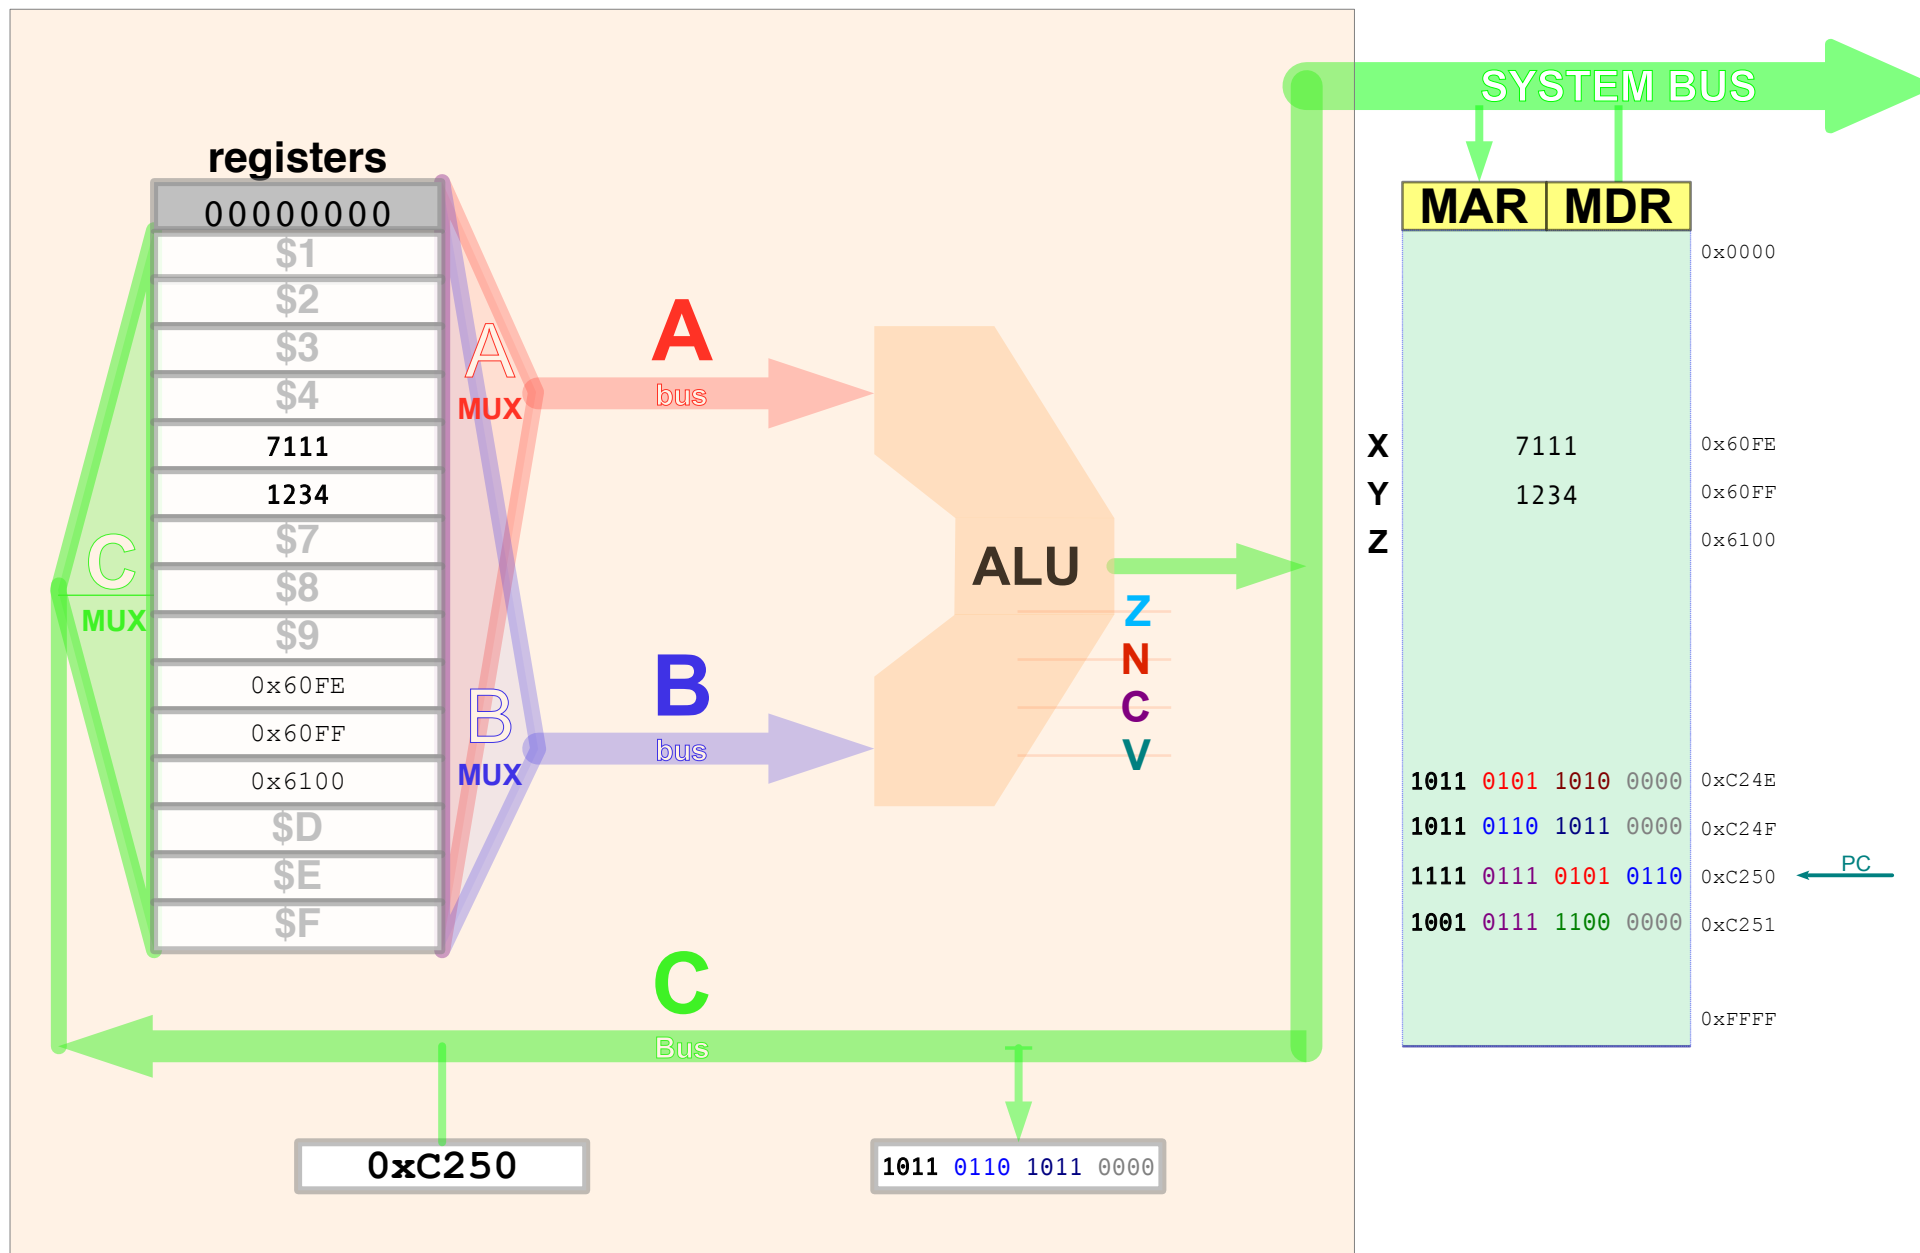 SYSTEM BUS
registers
MAR MDR
00000000
$1
0x0000
$2
$3
A
A
MUX
bus
$4
7111
X 7111 0x60FE
1234
Y 1234 0x60FF
$7
Z 0x6100
C
MUX
ALU
$8
Z
$9
N
0x60FE
B
B
C
0x60FF
bus
V
0x6100
MUX
1011 0101 1010 0000 0xC24E
$D
1011 0110 1011 0000 0xC24F
$E
1111 0111 0101 0110 0xC250 PC
$F
1001 0111 1100 0000 0xC251
C
Bus
0xFFFF
0xC250
1011 0110 1011 0000